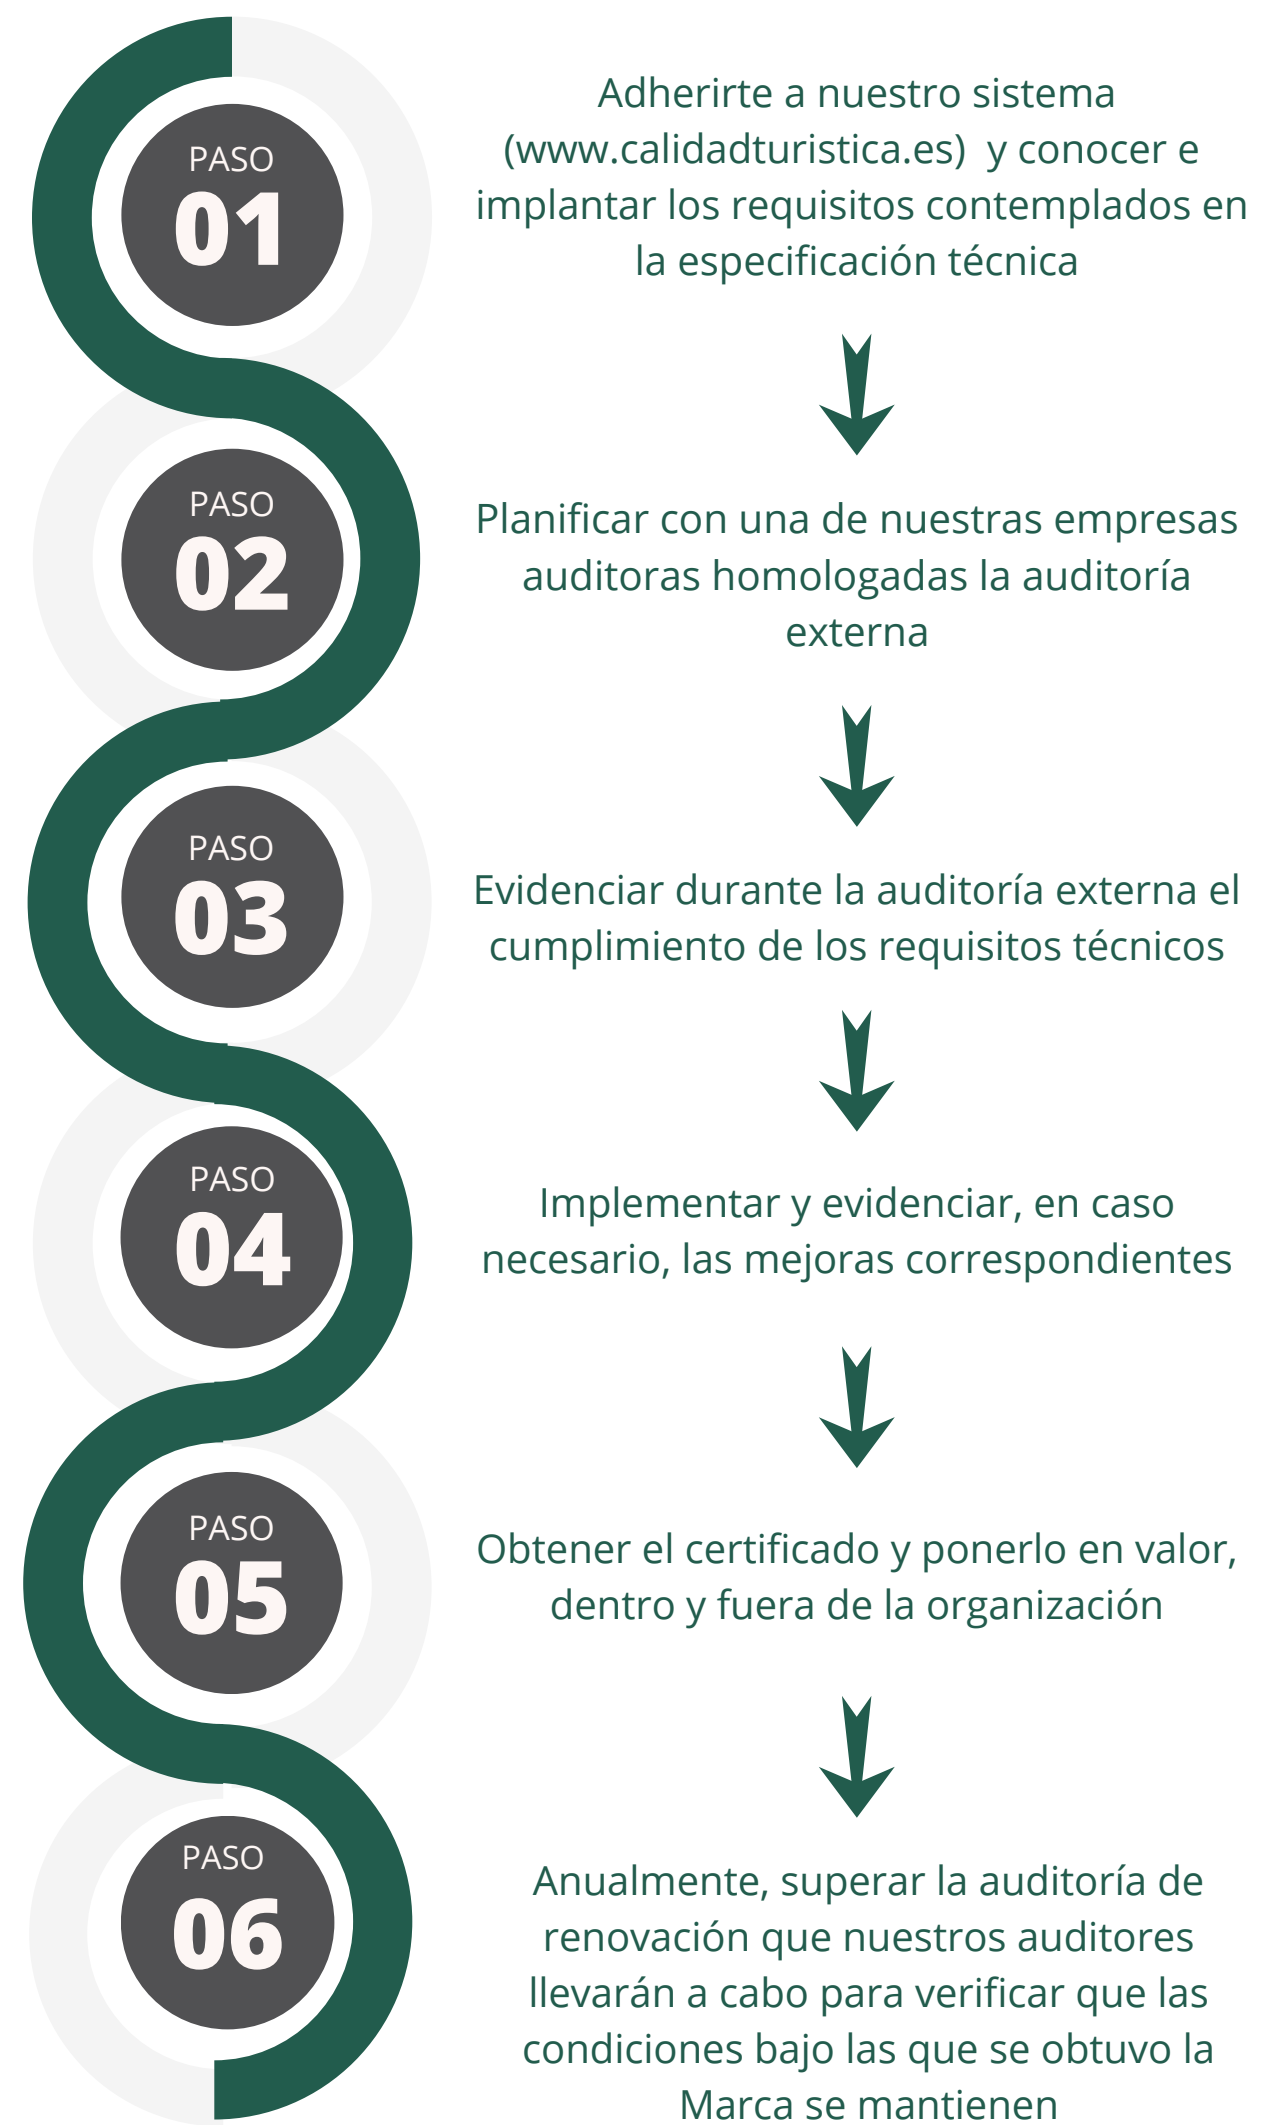 PASO
01
Adherirte a nuestro sistema
(www.calidadturistica.es)  y conocer e
implantar los requisitos contemplados en
la especificación técnica
PASO
02
Planificar con una de nuestras empresas
auditoras homologadas la auditoría
externa
PASO
03
Evidenciar durante la auditoría externa el
cumplimiento de los requisitos técnicos
PASO
04
Implementar y evidenciar, en caso
necesario, las mejoras correspondientes
PASO
05
Obtener el certificado y ponerlo en valor,
dentro y fuera de la organización
PASO
06
Anualmente, superar la auditoría de
renovación que nuestros auditores
llevarán a cabo para verificar que las
condiciones bajo las que se obtuvo la
Marca se mantienen